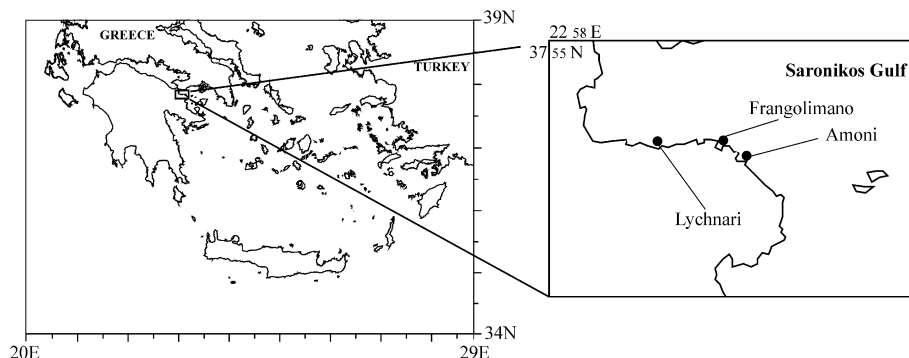 39N
GREECE
TURKEY
34N
20E
29E
22 58 E
37 55 N
Saronikos Gulf
Frangolimano
Amoni
Lychnari